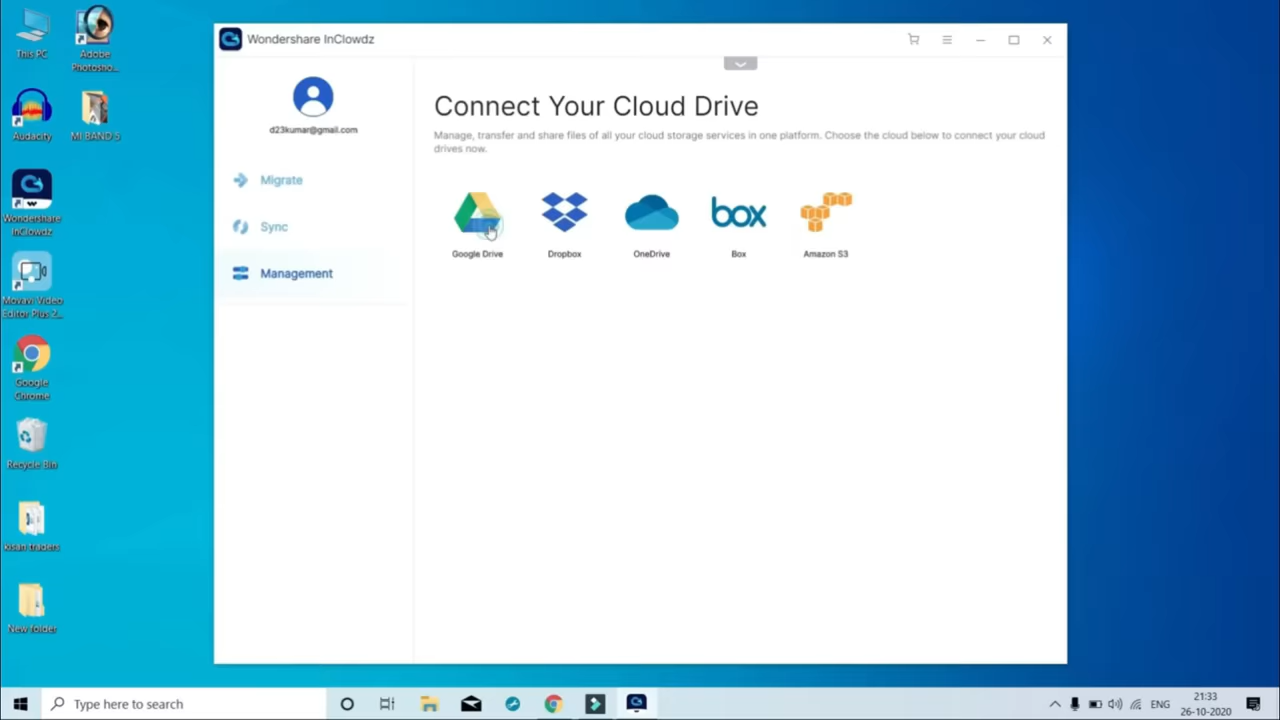 Wondershare InClowdz
d23kumar@gmail.com
Migrate
Sync
Management
Connect Your Cloud Drive
Manage, transfer and share files of all your cloud storage services in one platform. Choose the cloud below to connect your cloud
drives now.
box
Google Drive
Dropbox
OneDrive
Box
Amazon S3
This PC
Adobe
Photosho...
Audacity
MI BAND 5
Wondershare
InClowdz
Movavi Video
Editor Plus 2...
Google
Chrome
Recycle Bin
kisan traders
New folder
Type here to search
ENG
21:33
26-10-2020